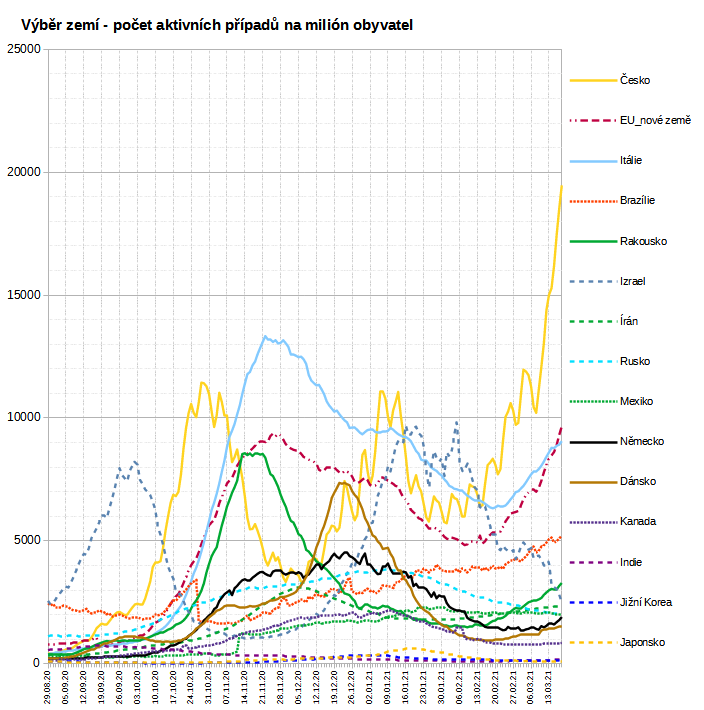 Výběr zemí - počet aktivních případů na milión obyvatel
25000
20000
15000
10000
5000
0
Česko
EU_nové země
Itálie
Brazílie
Rakousko
Izrael
Írán
Rusko
Mexiko
Německo
Dánsko
Kanada
Indie
Jižní Korea
Japonsko
29.08.20
05.09.20
12.09.20
19.09.20
26.09.20
03.10.20
10.10.20
17.10.20
24.10.20
31.10.20
07.11.20
14.11.20
21.11.20
28.11.20
05.12.20
12.12.20
19.12.20
26.12.20
02.01.21
09.01.21
16.01.21
23.01.21
30.01.21
06.02.21
13.02.21
20.02.21
27.02.21
06.03.21
13.03.21